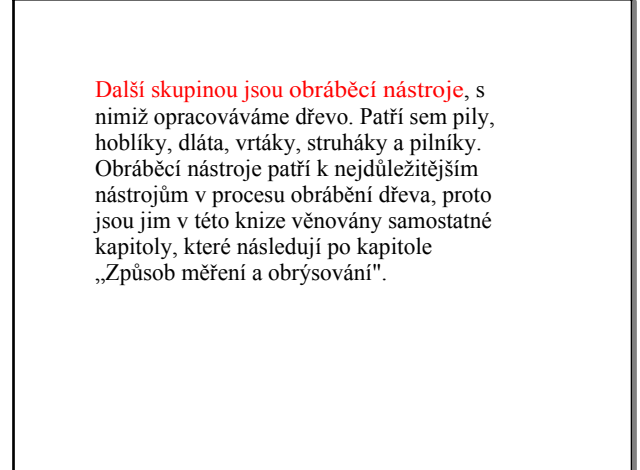 Další skupinou jsou obráběcí nástroje, s
nimiž opracováváme dřevo. Patří sem pily,
hoblíky, dláta, vrtáky, struháky a pilníky.
Obráběcí nástroje patří k nejdůležitějším
nástrojům v procesu obrábění dřeva, proto
jsou jim v této knize věnovány samostatné
kapitoly, které následují po kapitole
„Způsob měření a obrýsování".